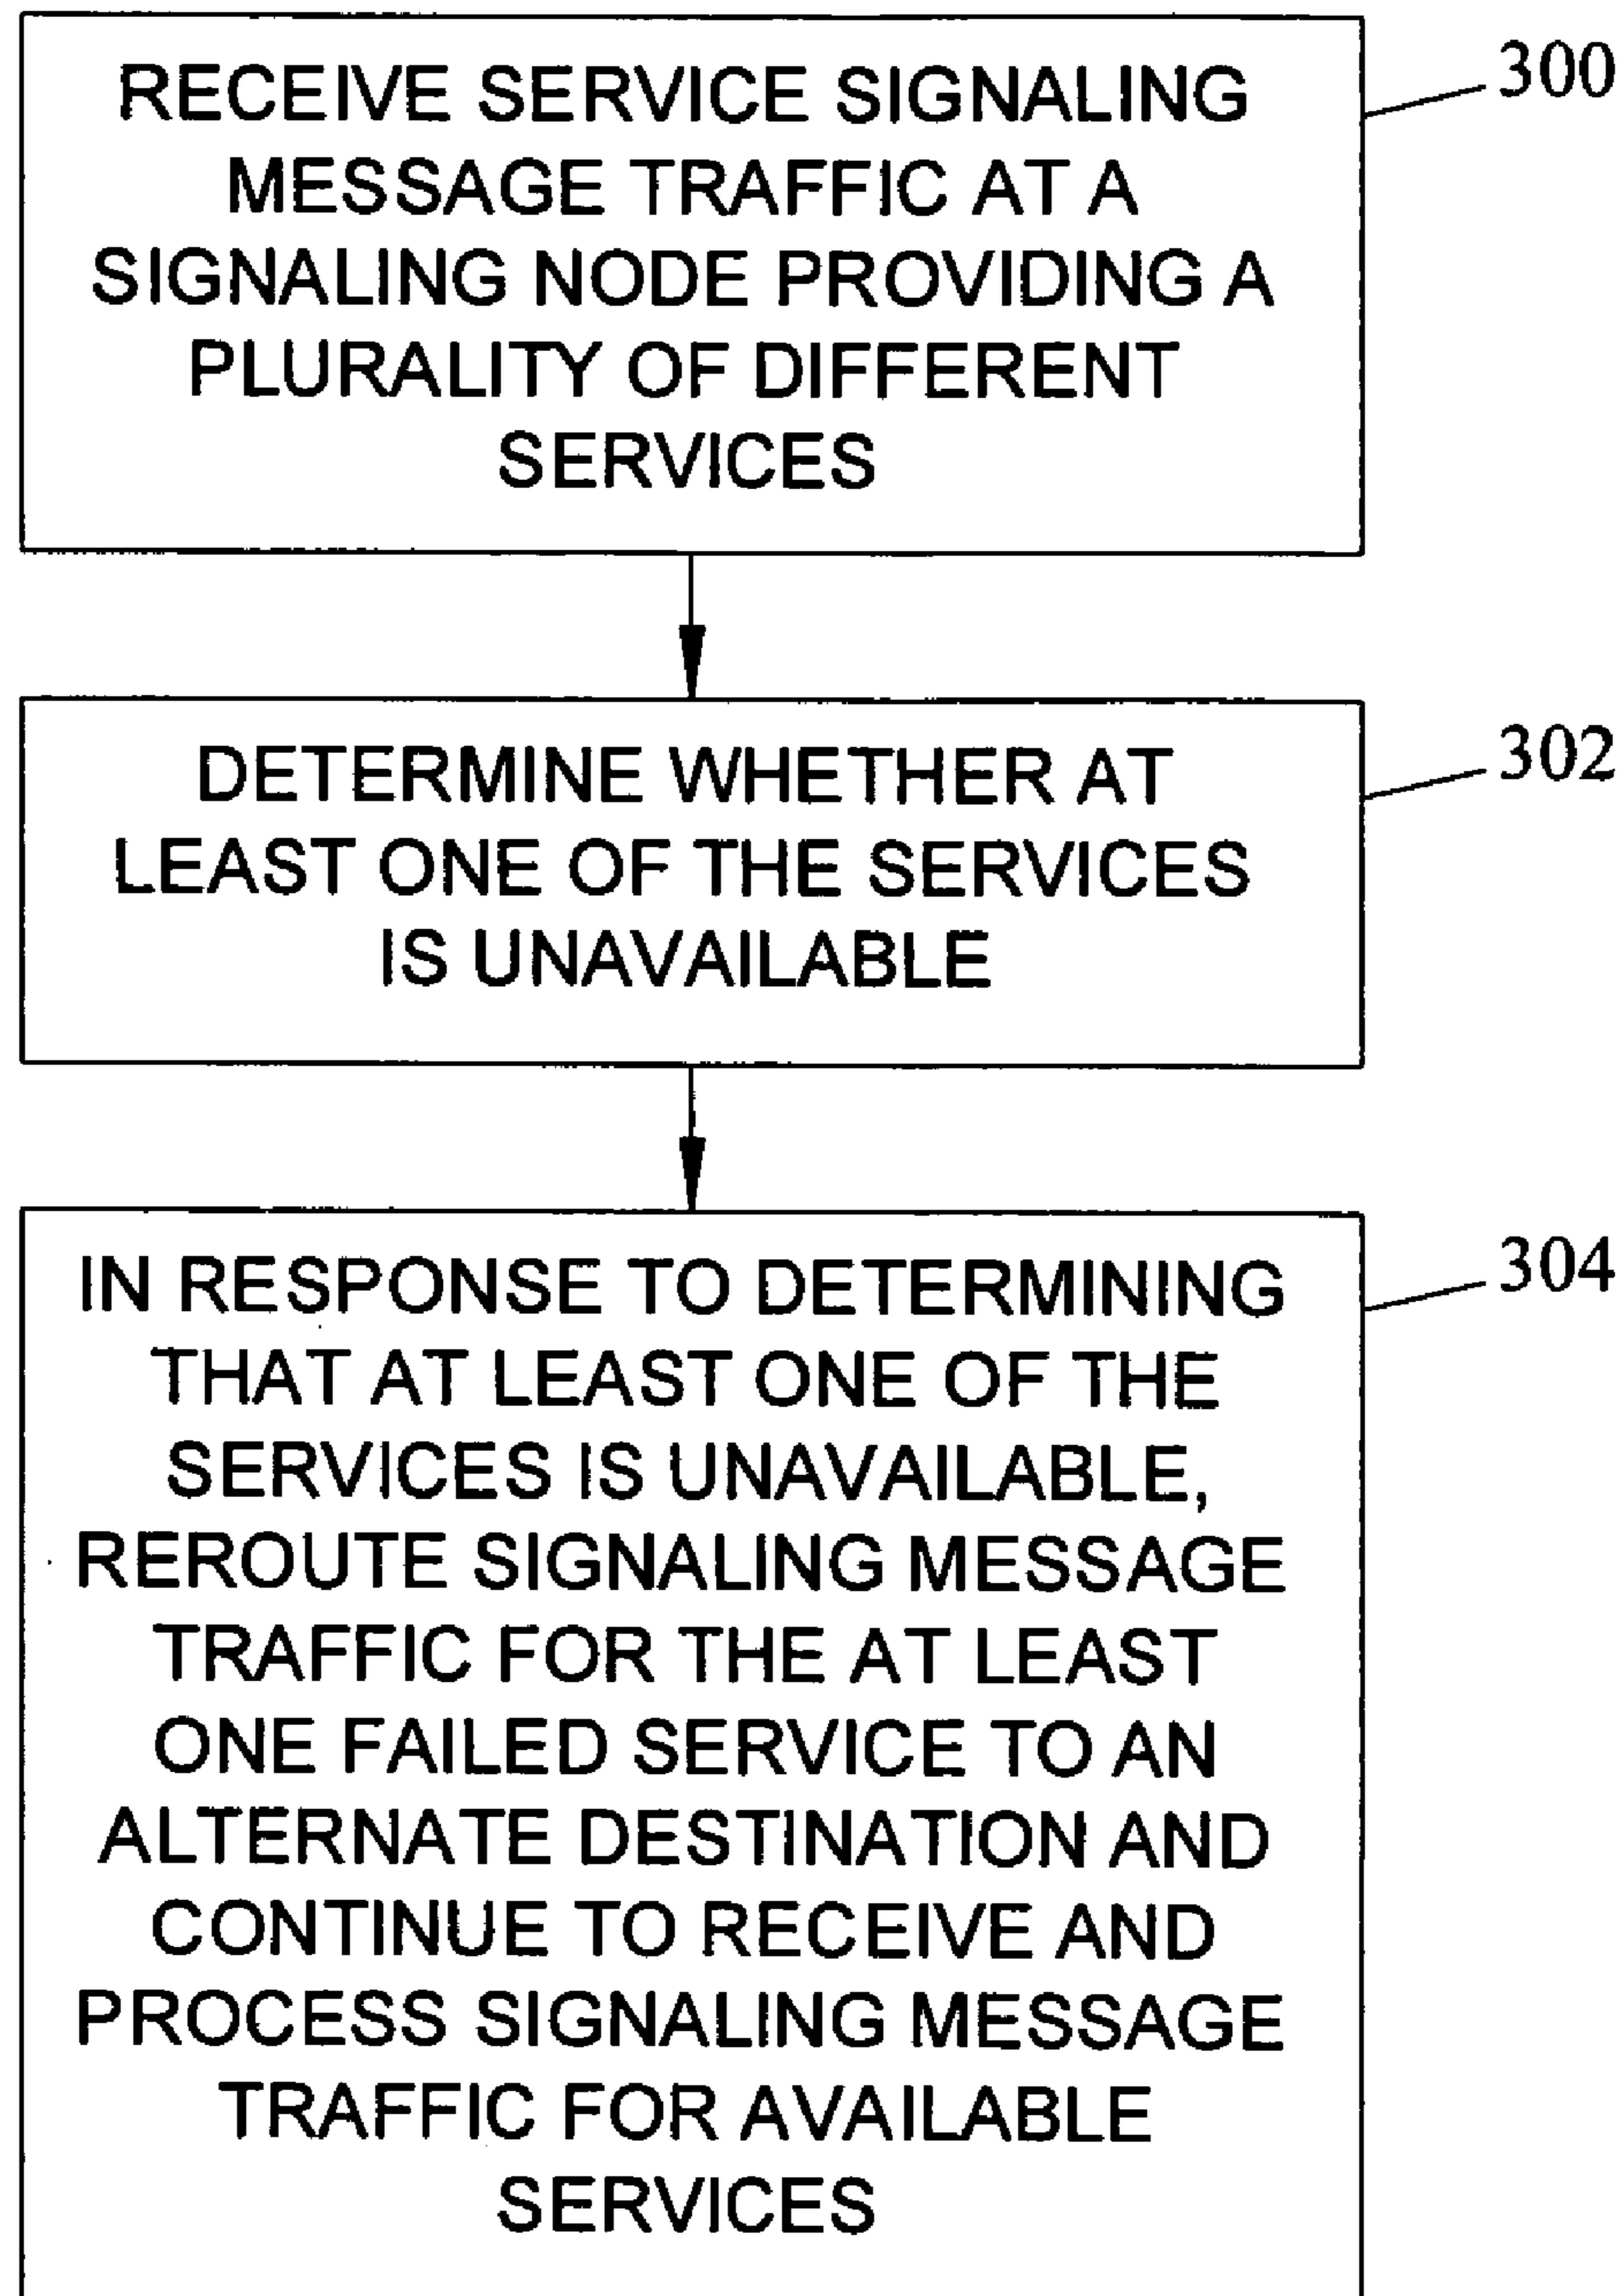 RECEIVE SERVICE SIGNALING
MESSAGE TRAFFIC AT A
SIGNALING NODE PROVIDING A
PLURALITY OF DIFFERENT
SERVICES
300
DETERMINE WHETHER AT
LEAST ONE OF THE SERVICES
IS UNAVAILABLE
302
IN RESPONSE TO DETERMINING
THAT AT LEAST ONE OF THE
SERVICES IS UNAVAILABLE,
REROUTE SIGNALING MESSAGE
TRAFFIC FOR THE AT LEAST
ONE FAILED SERVICE TO AN
ALTERNATE DESTINATION AND
CONTINUE TO RECEIVE AND
PROCESS SIGNALING MESSAGE
TRAFFIC FOR AVAILABLE
SERVICES
304